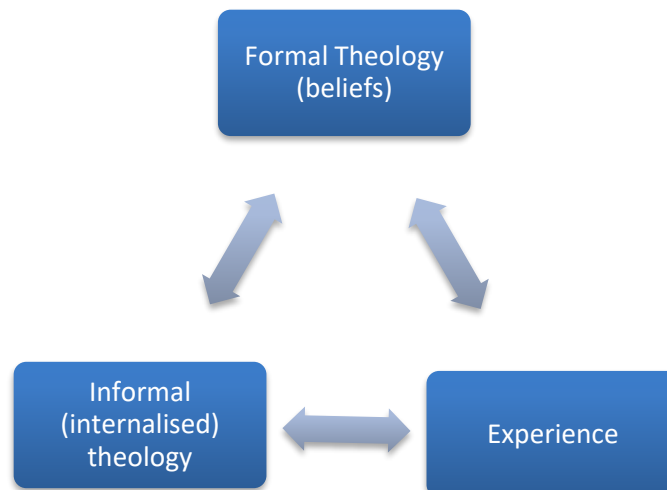 Formal Theology
(beliefs)
Informal
(internalised)
theology
Experience